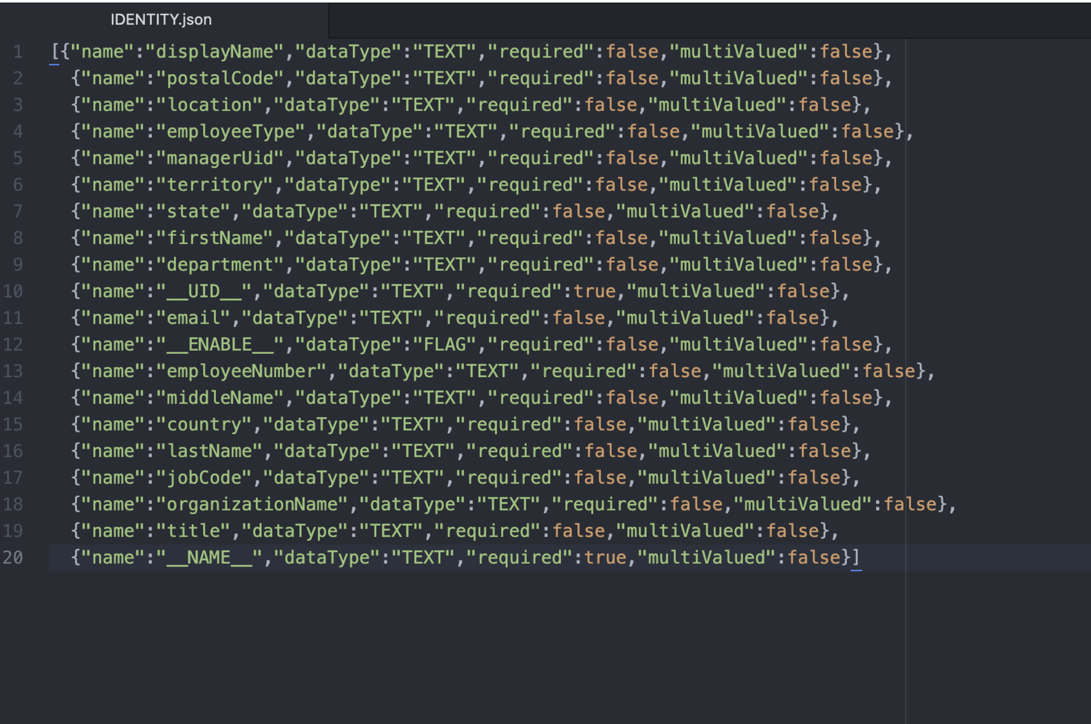 IDENTITY.json
1 [{"name":"displayName","dataType":"TEXT","required":false,"multiValued":false},
2 {"name":"postalCode","dataType":"TEXT","required":false,"multiValued":false},
3 {"name":"location","dataType":"TEXT","required":false,"multiValued":false},
4 {"name":"employeeType","dataType":"TEXT","required":false,"multiValued":false},
5 {"name":"managerUid","dataType":"TEXT","required":false,"multiValued":false},
6 {"name":"territory","dataType":"TEXT","required":false,"multiValued":false},
7 {"name":"state","dataType":"TEXT","required":false,"multiValued":false},
8 {"name":"firstName","dataType":"TEXT","required":false,"multiValued":false},
9 {"name":"department","dataType":"TEXT","required":false,"multiValued":false},
10 {"name":"__UID__","dataType":"TEXT","required":true,"multiValued":false},
11 {"name":"email","dataType":"TEXT","required":false,"multiValued":false},
12 {"name":"__ENABLE__","dataType":"FLAG","required":false,"multiValued":false},
13 {"name":"employeeNumber","dataType":"TEXT","required":false,"multiValued":false},
14 {"name":"middleName","dataType":"TEXT","required":false,"multiValued":false},
15 {"name":"country","dataType":"TEXT","required":false,"multiValued":false},
16 {"name":"lastName","dataType":"TEXT","required":false,"multiValued":false},
17 {"name":"jobCode","dataType":"TEXT","required":false,"multiValued":false},
18 {"name":"organizationName","dataType":"TEXT","required":false,"multiValued":false},
19 {"name":"title","dataType":"TEXT","required":false,"multiValued":false},
20 {"name":"__NAME__","dataType":"TEXT","required":true,"multiValued":false}]